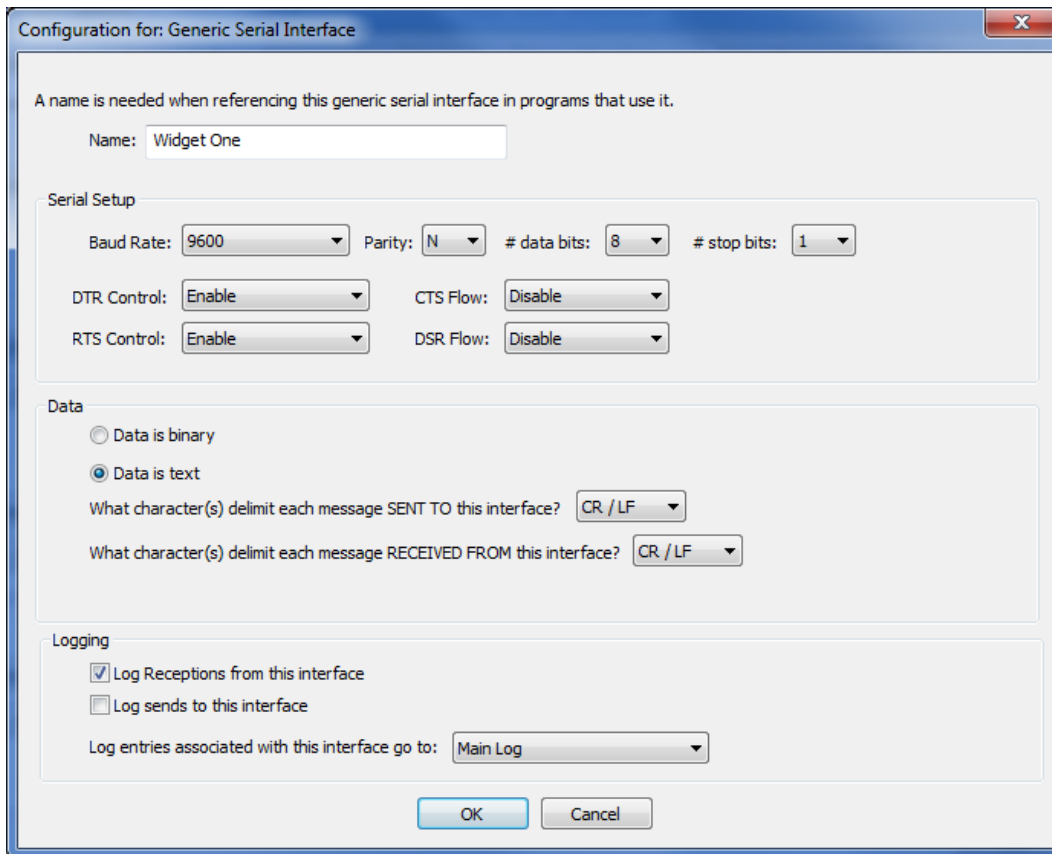 Configuration for: Generic Serial Interface
A name is needed when referencing this generic serial interface in programs that use it.
Name: Widget One
Serial Setup
Baud Rate: 9600 Parity: N # data bits: 8 # stop bits: 1
DTR Control: Enable CTS Flow: Disable
RTS Control: Enable DSR Flow: Disable
Data
Data is binary
Data is text
What character(s) delimit each message SENT TO this interface? CR / LF
What character(s) delimit each message RECEIVED FROM this interface? CR / LF
Logging
Log Receptions from this interface
Log sends to this interface
Log entries associated with this interface go to: Main Log
OK Cancel